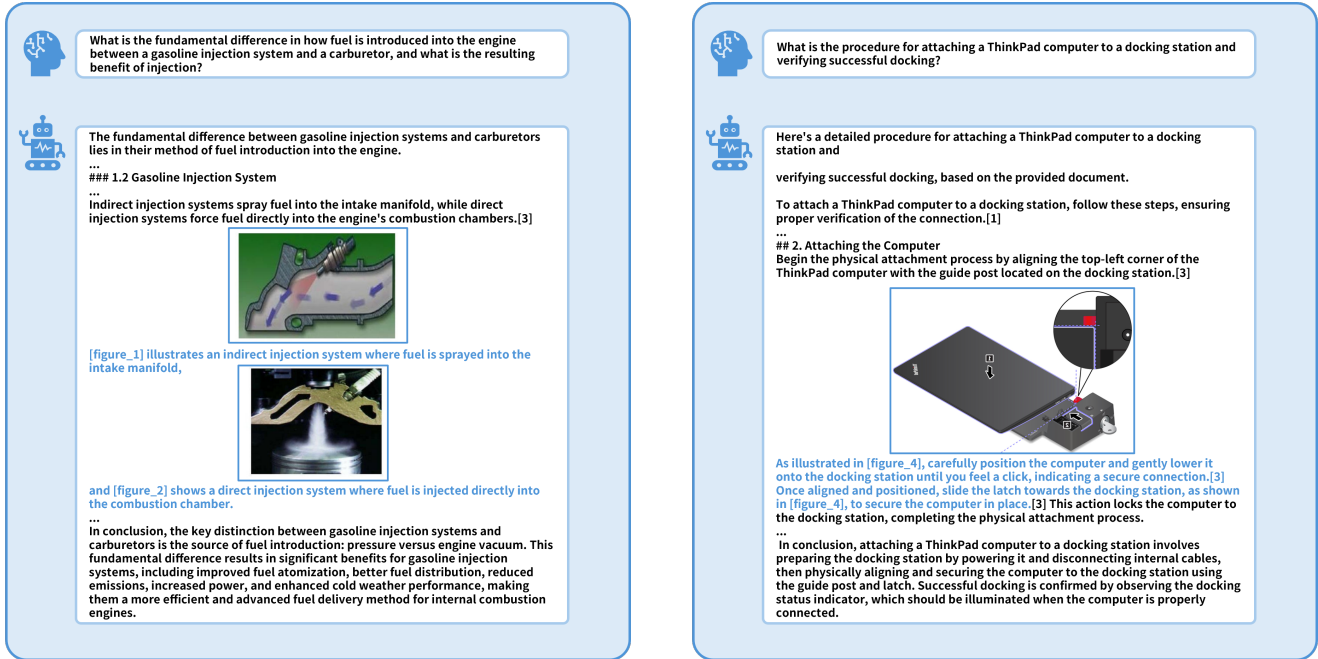 What is the fundamental difference in how fuel is introduced into the engine
between a gasoline injection system and a carburetor, and what is the resulting
benefit of injection?
The fundamental difference between gasoline injection systems and carburetors
lies in their method of fuel introduction into the engine.
...
### 1.2 Gasoline Injection System
...
Indirect injection systems spray fuel into the intake manifold, while direct
injection systems force fuel directly into the engine's combustion chambers.[3]
[figure_1] illustrates an indirect injection system where fuel is sprayed into the
intake manifold,
and [figure_2] shows a direct injection system where fuel is injected directly into
the combustion chamber.
...
In conclusion, the key distinction between gasoline injection systems and
carburetors is the source of fuel introduction: pressure versus engine vacuum. This
fundamental difference results in significant benefits for gasoline injection
systems, including improved fuel atomization, better fuel distribution, reduced
emissions, increased power, and enhanced cold weather performance, making
them a more efficient and advanced fuel delivery method for internal combustion
engines.
What is the procedure for attaching a ThinkPad computer to a docking station and
verifying successful docking?
Here's a detailed procedure for attaching a ThinkPad computer to a docking
station and
verifying successful docking, based on the provided document.
To attach a ThinkPad computer to a docking station, follow these steps, ensuring
proper verification of the connection.[1]
...
## 2. Attaching the Computer
Begin the physical attachment process by aligning the top-left corner of the
ThinkPad computer with the guide post located on the docking station.[3]
As illustrated in [figure_4], carefully position the computer and gently lower it
onto the docking station until you feel a click, indicating a secure connection.[3]
Once aligned and positioned, slide the latch towards the docking station, as shown
in [figure_4], to secure the computer in place.[3] This action locks the computer to
the docking station, completing the physical attachment process.
...
In conclusion, attaching a ThinkPad computer to a docking station involves
preparing the docking station by powering it and disconnecting internal cables,
then physically aligning and securing the computer to the docking station using
the guide post and latch. Successful docking is confirmed by observing the docking
status indicator, which should be illuminated when the computer is properly
connected.